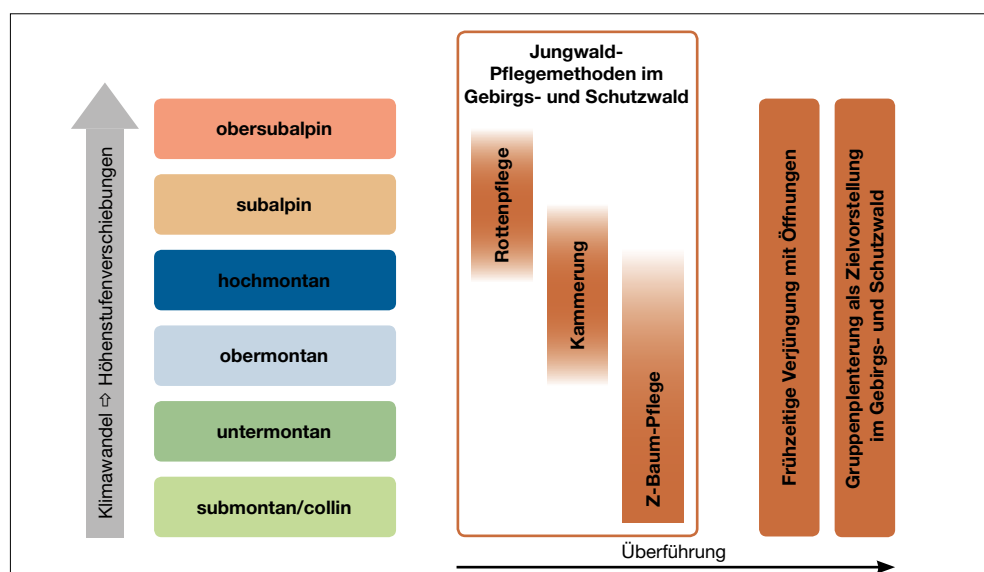 Jungwald-
Pflegemethoden im
Gebirgs- und Schutzwald
Klimawandel ⇨ Höhenstufenverschiebungen
obersubalpin
subalpin
hochmontan
obermontan
untermontan
submontan/collin
Rottenpflege
Kammerung
Z-Baum-Pflege
Frühzeitige Verjüngung mit Öffnungen
Gruppenplenterung als Zielvorstellung
im Gebirgs- und Schutzwald
Überführung